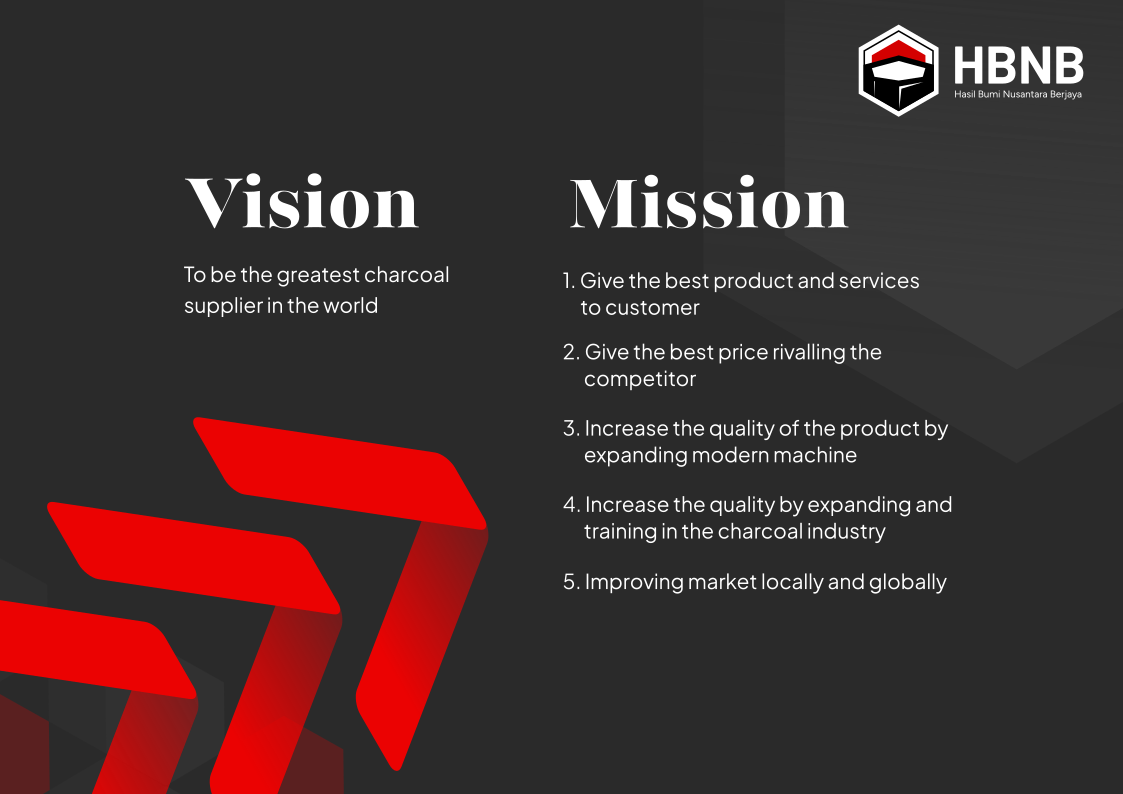 HBNB
Hasil Bumi Nusantara Berjaya
Vision
To be the greatest charcoal
supplier in the world
Mission
1. Give the best product and services
to customer
2. Give the best price rivalling the
competitor
3. Increase the quality of the product by
expanding modern machine
4. Increase the quality by expanding and
training in the charcoal industry
5. Improving market locally and globally